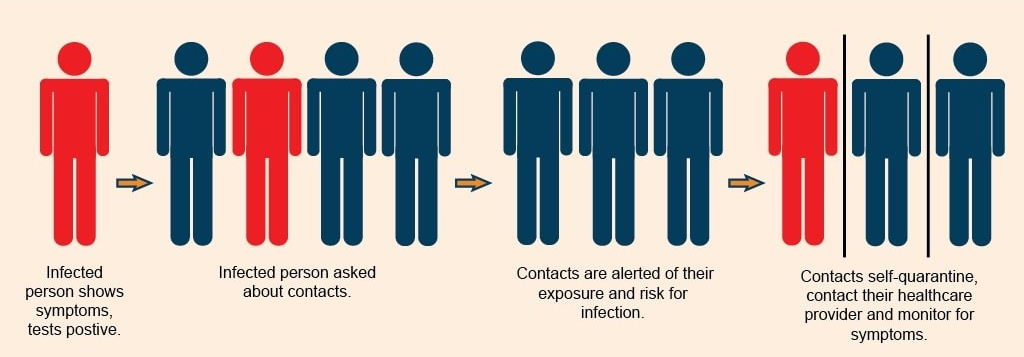 Infected
person shows
symptoms,
tests postive.
Infected person asked
about contacts.
Contacts are alerted of their
exposure and risk for
infection.
Contacts self-quarantine,
contact their healthcare
provider and monitor for
symptoms.